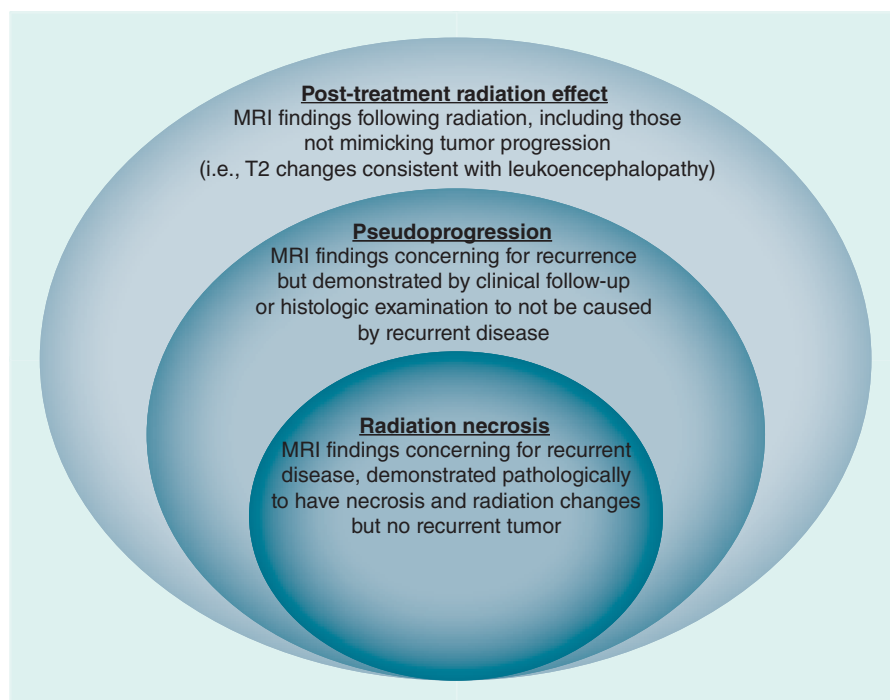 Post-treatment radiation effect
MRI findings following radiation, including those
not mimicking tumor progression
(i.e., T2 changes consistent with leukoencephalopathy)
Pseudoprogression
MRI findings concerning for recurrence
but demonstrated by clinical follow-up
or histologic examination to not be caused
by recurrent disease
Radiation necrosis
MRI findings concerning for recurrent
disease, demonstrated pathologically
to have necrosis and radiation changes
but no recurrent tumor